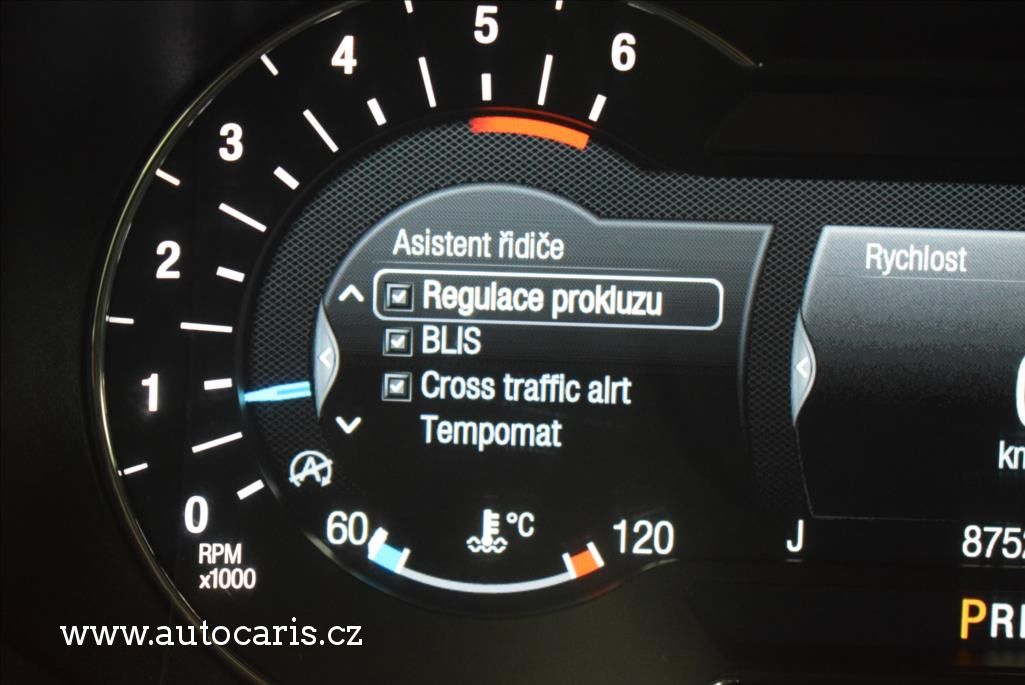 5
4
6
3
2
1
0
RPM
x1000
Asistent řidiče
Regulace prokluzu
BLIS
Cross traffic alrt
Tempomat
Rychlost
A
60
°C
120
J
www.autocaris.cz